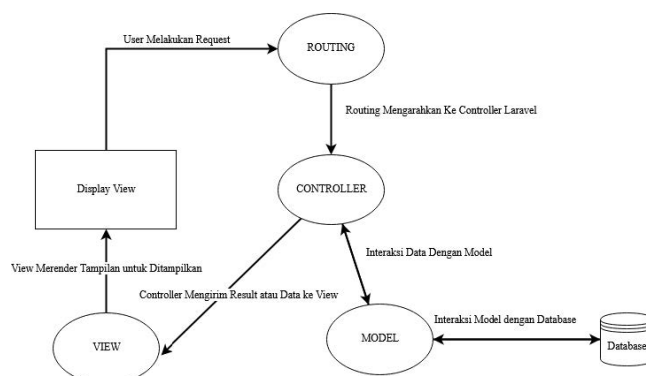 User Melakukan Request
ROUTING
Routing Mengarahkan Ke Controller Laravel
Display View
CONTROLLER
Interaksi Data Dengan Model
View Merender Tampilan untuk Ditampilkan
Controller Mengirim Result atau Data ke View
Interaksi Model dengan Database
VIEW
MODEL
Database